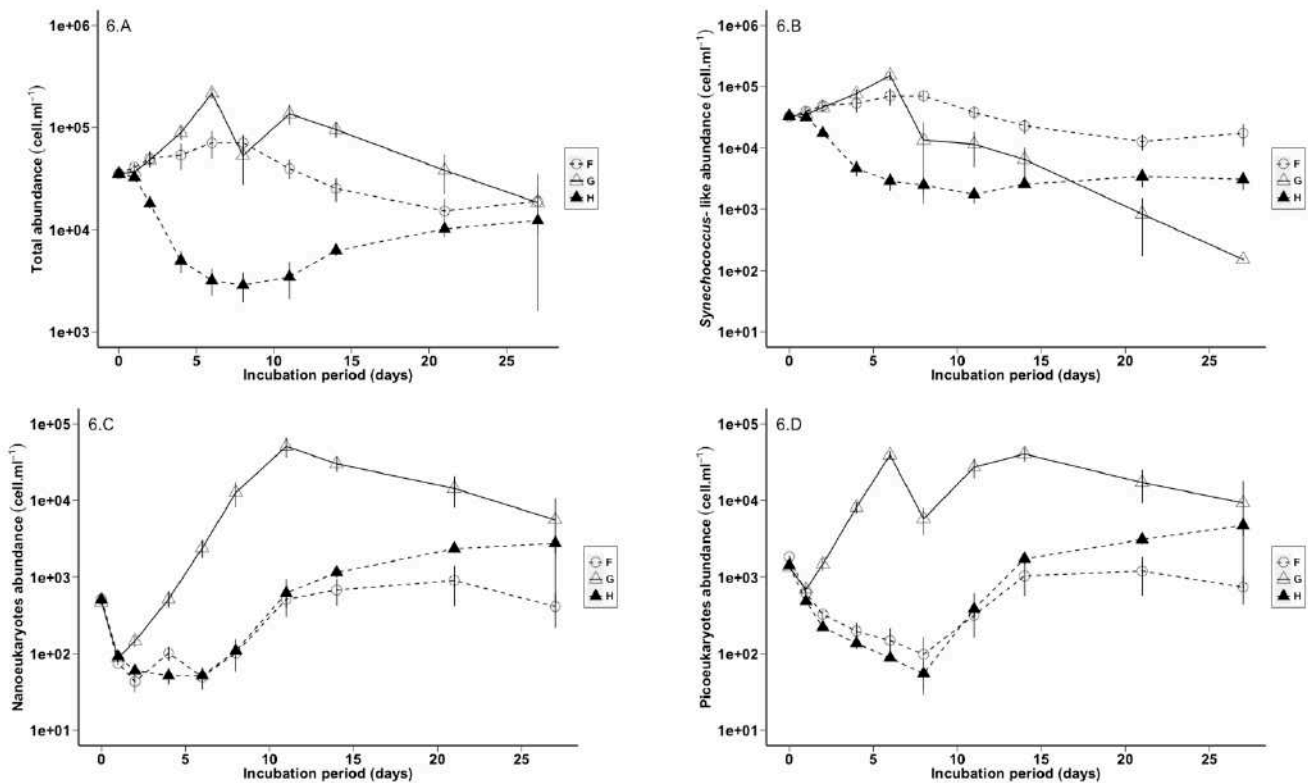 6.A
Total abundance (cell.ml⁻¹)
1e+06
1e+05
1e+04
1e+03
0 5 10 15 20 25
Incubation period (days)
F
G
H
6.B
Synechococcus- like abundance (cell.ml⁻¹)
1e+06
1e+05
1e+04
1e+03
1e+02
1e+01
0 5 10 15 20 25
Incubation period (days)
F
G
H
6.C
Nanoeukaryotes abundance (cell.ml⁻¹)
1e+05
1e+04
1e+03
1e+02
1e+01
0 5 10 15 20 25
Incubation period (days)
F
G
H
6.D
Picoeukaryotes abundance (cell.ml⁻¹)
1e+05
1e+04
1e+03
1e+02
1e+01
0 5 10 15 20 25
Incubation period (days)
F
G
H